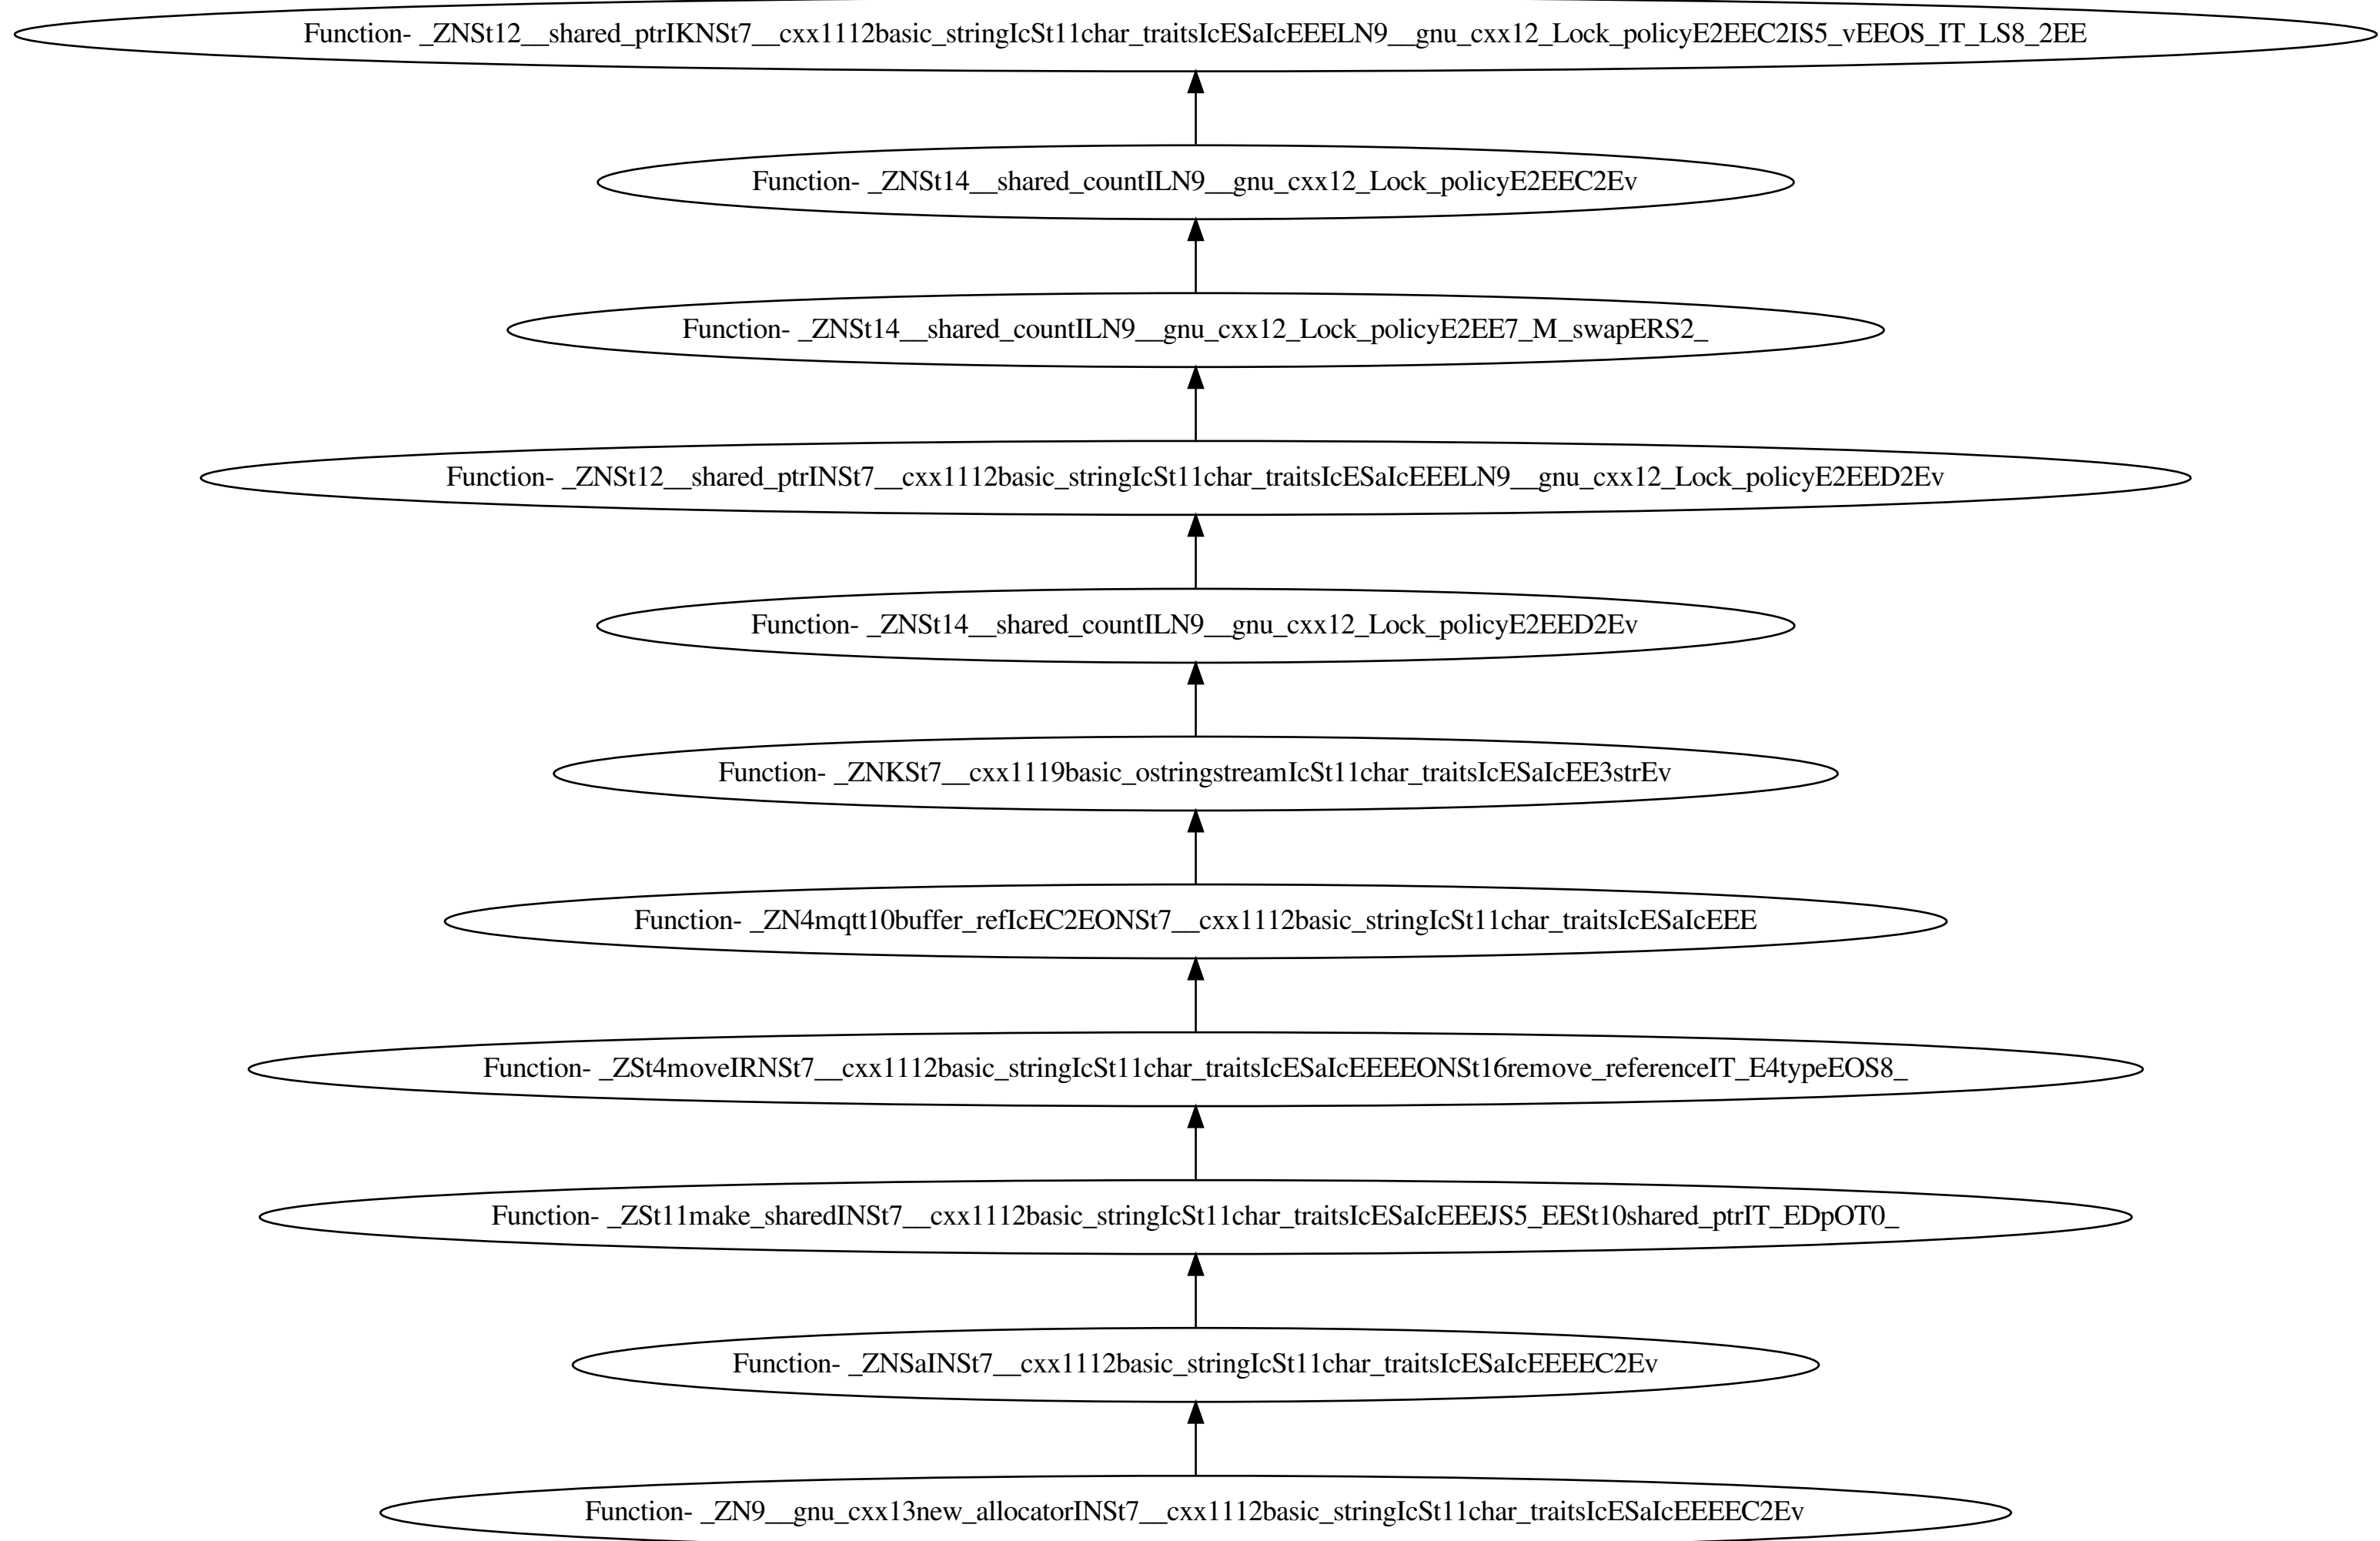 Function- _ZNSt12__shared_ptrIKNSt7__cxx1112basic_stringIcSt11char_traitsIcESaIcEEELN9__gnu_cxx12_Lock_policyE2EEC2IS5_vEEOS_IT_LS8_2EE
Function- _ZNSt14__shared_countILN9__gnu_cxx12_Lock_policyE2EEC2Ev
Function- _ZNSt14__shared_countILN9__gnu_cxx12_Lock_policyE2EE7_M_swapERS2_
Function- _ZNSt12__shared_ptrINSt7__cxx1112basic_stringIcSt11char_traitsIcESaIcEEELN9__gnu_cxx12_Lock_policyE2EED2Ev
Function- _ZNSt14__shared_countILN9__gnu_cxx12_Lock_policyE2EED2Ev
Function- _ZNKSt7__cxx1119basic_ostringstreamIcSt11char_traitsIcESaIcEE3strEv
Function- _ZN4mqtt10buffer_refIcEC2EONSt7__cxx1112basic_stringIcSt11char_traitsIcESaIcEEE
Function- _ZSt4moveIRNSt7__cxx1112basic_stringIcSt11char_traitsIcESaIcEEEEONSt16remove_referenceIT_E4typeEOS8_
Function- _ZSt11make_sharedINSt7__cxx1112basic_stringIcSt11char_traitsIcESaIcEEEJS5_EESt10shared_ptrIT_EDpOT0_
Function- _ZNSaINSt7__cxx1112basic_stringIcSt11char_traitsIcESaIcEEEEC2Ev
Function- _ZN9__gnu_cxx13new_allocatorINSt7__cxx1112basic_stringIcSt11char_traitsIcESaIcEEEEC2Ev